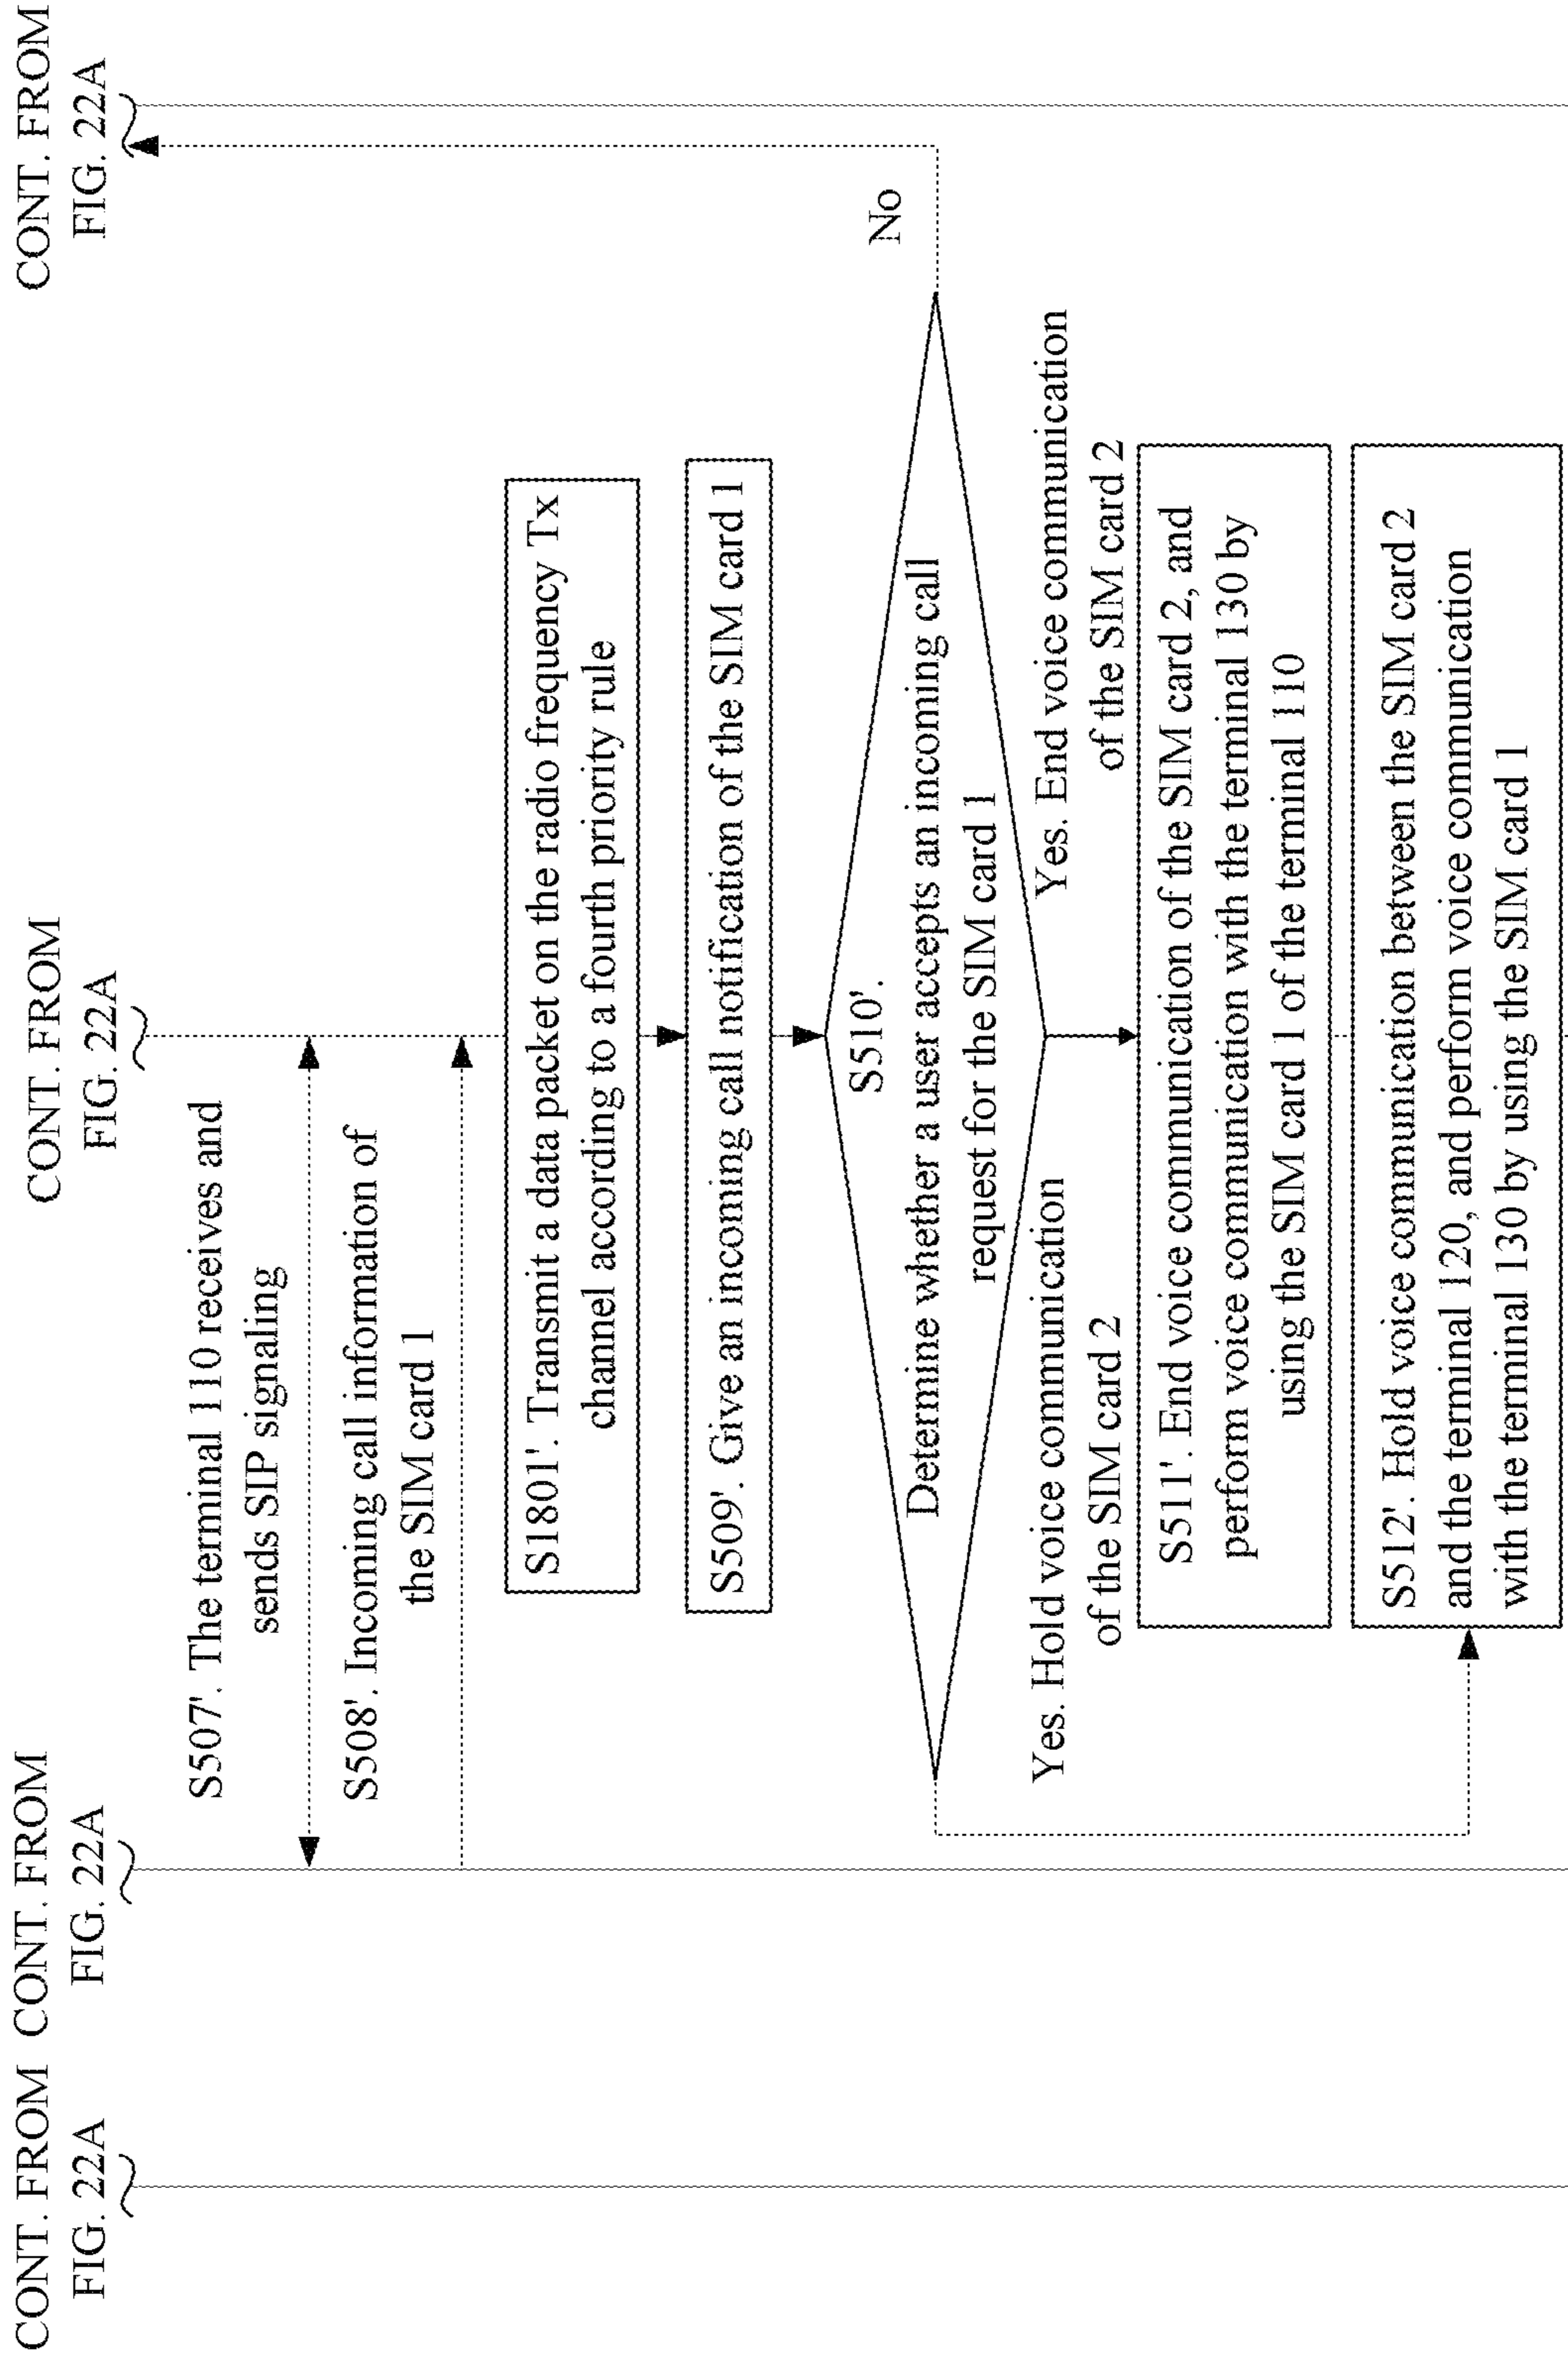 CONT. FROM
FIG. 22A
CONT. FROM
FIG. 22A
CONT. FROM
FIG. 22A
CONT. FROM
FIG. 22A
S507'. The terminal 110 receives and
sends SIP signaling
S508'. Incoming call information of
the SIM card 1
S1801'. Transmit a data packet on the radio frequency Tx
channel according to a fourth priority rule
S509'. Give an incoming call notification of the SIM card 1
S510'.
Determine whether a user accepts an incoming call
request for the SIM card 1
No
Yes. Hold voice communication
of the SIM card 2
Yes. End voice communication
of the SIM card 2
S511'. End voice communication of the SIM card 2, and
perform voice communication with the terminal 130 by
using the SIM card 1 of the terminal 110
S512'. Hold voice communication between the SIM card 2
and the terminal 120, and perform voice communication
with the terminal 130 by using the SIM card 1